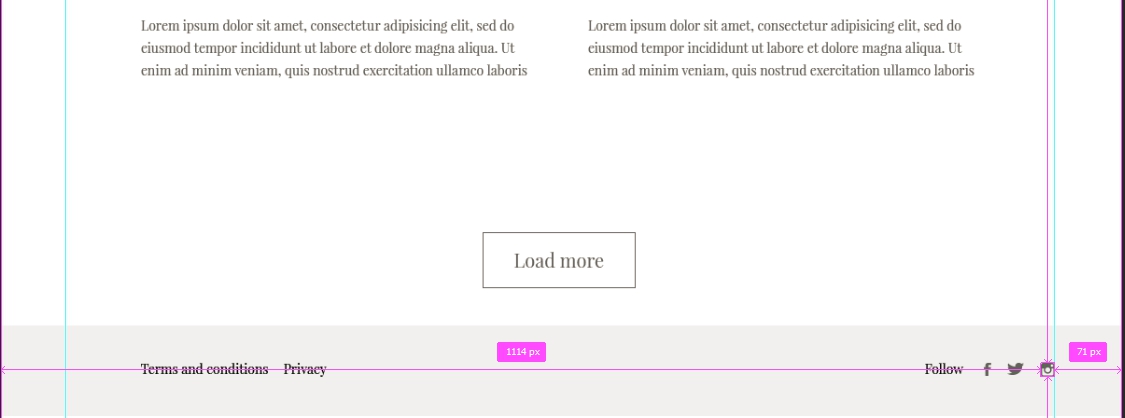 Lorem ipsum dolor sit amet, consectetur adipisicing elit, sed do
eiusmod tempor incididunt ut labore et dolore magna aliqua. Ut
enim ad minim veniam, quis nostrud exercitation ullamco laboris
Lorem ipsum dolor sit amet, consectetur adipisicing elit, sed do
eiusmod tempor incididunt ut labore et dolore magna aliqua. Ut
enim ad minim veniam, quis nostrud exercitation ullamco laboris
Load more
1114 px
71 px
Terms and conditions Privacy
Follow